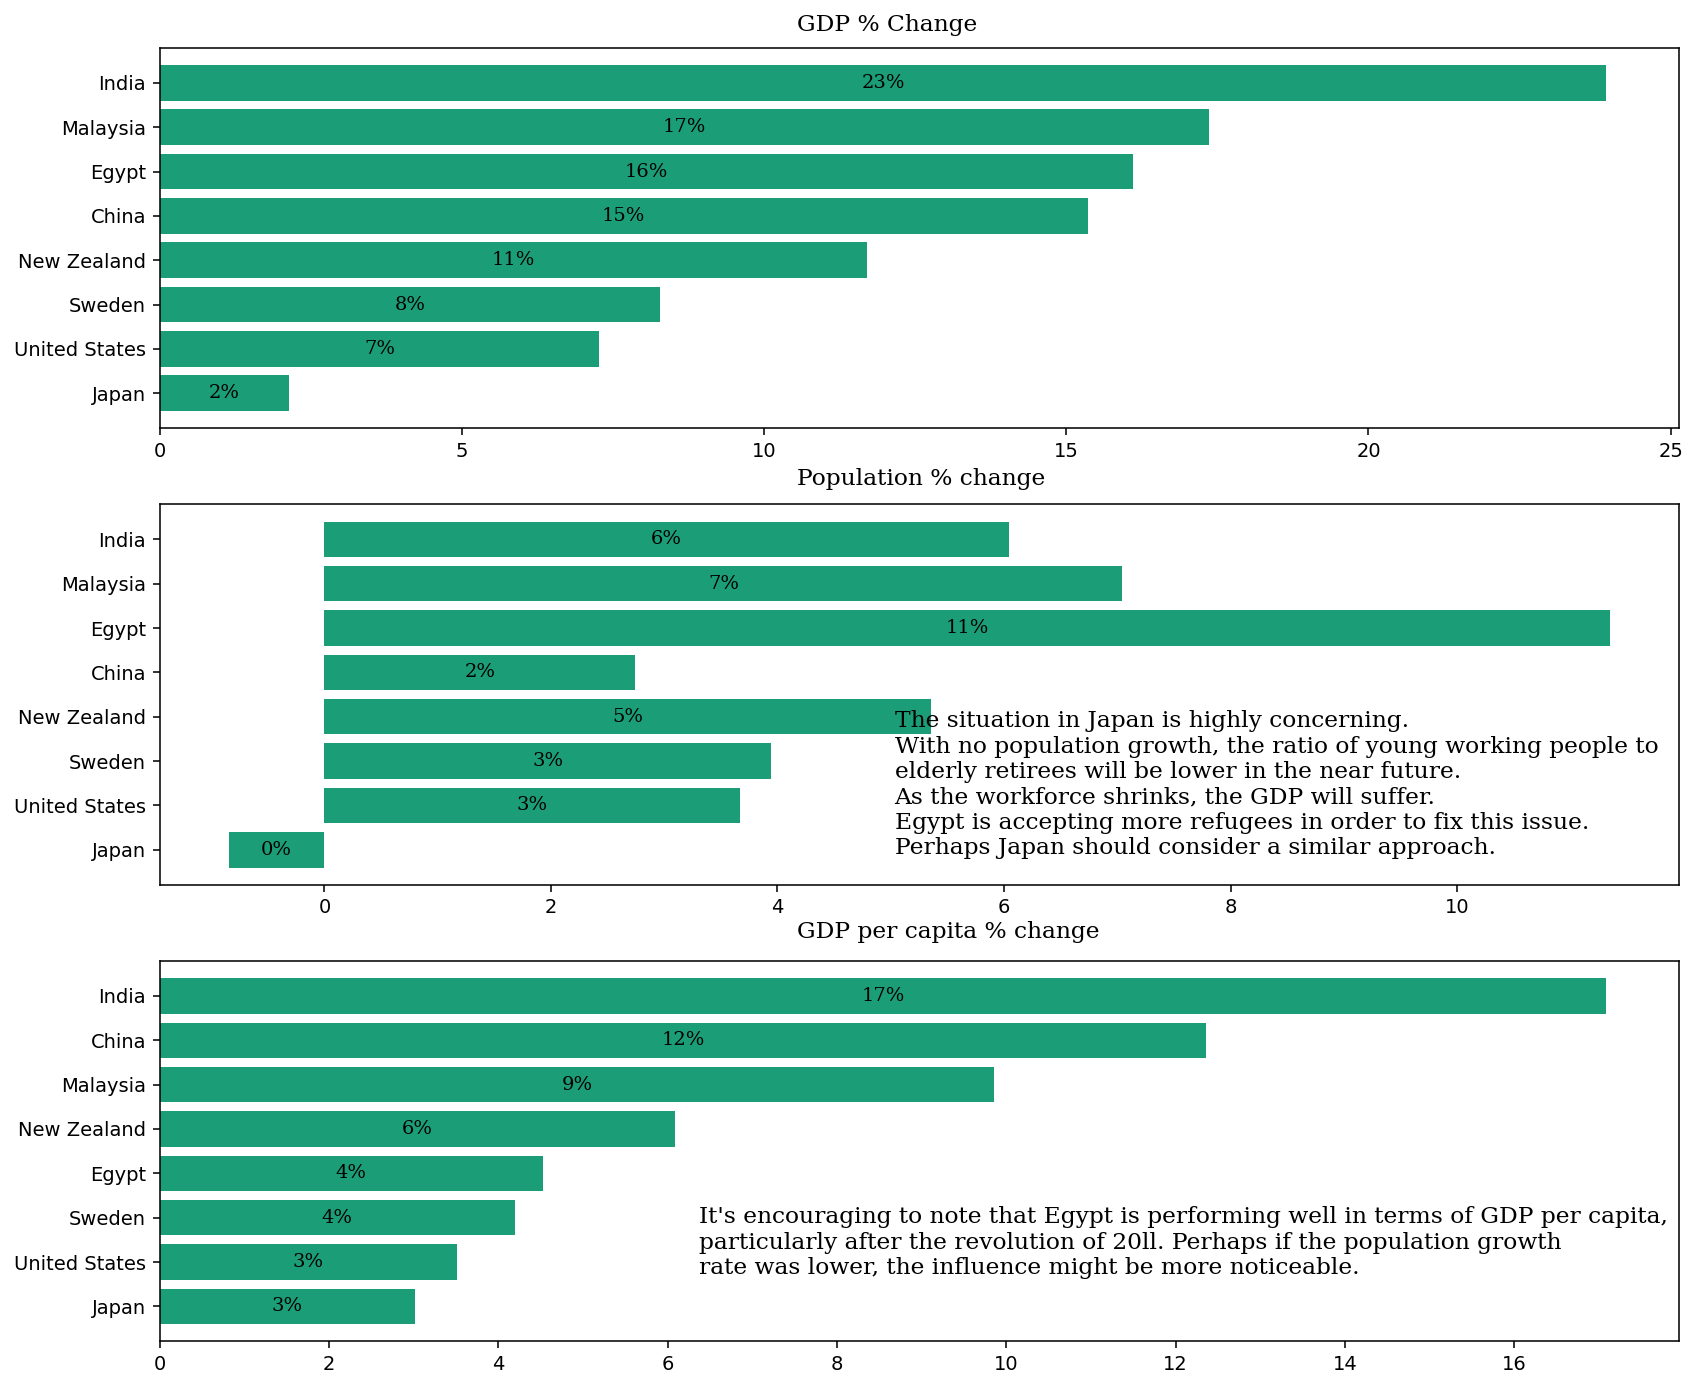 GDP % Change
India
23%
Malaysia
17%
Egypt
16%
China
15%
New Zealand
11%
Sweden
8%
United States
7%
Japan
2%
0 5 10 15 20 25
Population % change
India
6%
Malaysia
7%
Egypt
11%
China
2%
New Zealand
5%
Sweden
3%
United States
3%
Japan
0%
The situation in Japan is highly concerning.
With no population growth, the ratio of young working people to
elderly retirees will be lower in the near future.
As the workforce shrinks, the GDP will suffer.
Egypt is accepting more refugees in order to fix this issue.
Perhaps Japan should consider a similar approach.
0 2 4 6 8 10
GDP per capita % change
India
17%
China
12%
Malaysia
9%
New Zealand
6%
Egypt
4%
Sweden
4%
United States
3%
Japan
3%
It's encouraging to note that Egypt is performing well in terms of GDP per capita,
particularly after the revolution of 20ll. Perhaps if the population growth
rate was lower, the influence might be more noticeable.
0 2 4 6 8 10 12 14 16